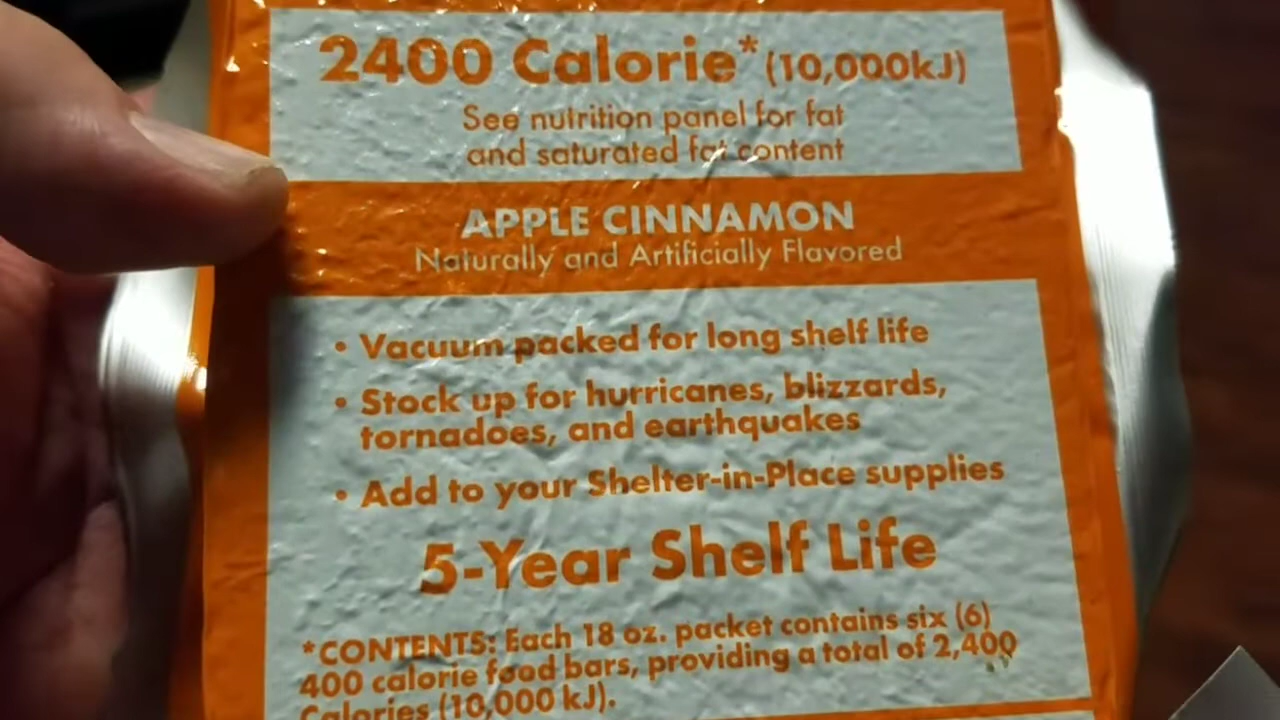 2400 Calorie* (10,000kJ)
See nutrition panel for fat
and saturated fat content
APPLE CINNAMON
Naturally and Artificially Flavored
• Vacuum packed for long shelf life
• Stock up for hurricanes, blizzards,
tornadoes, and earthquakes
• Add to your Shelter-in-Place supplies
5-Year Shelf Life
*CONTENTS: Each 18 oz. packet contains six (6)
400 calorie food bars, providing a total of 2,400
Calories (10,000 kJ).